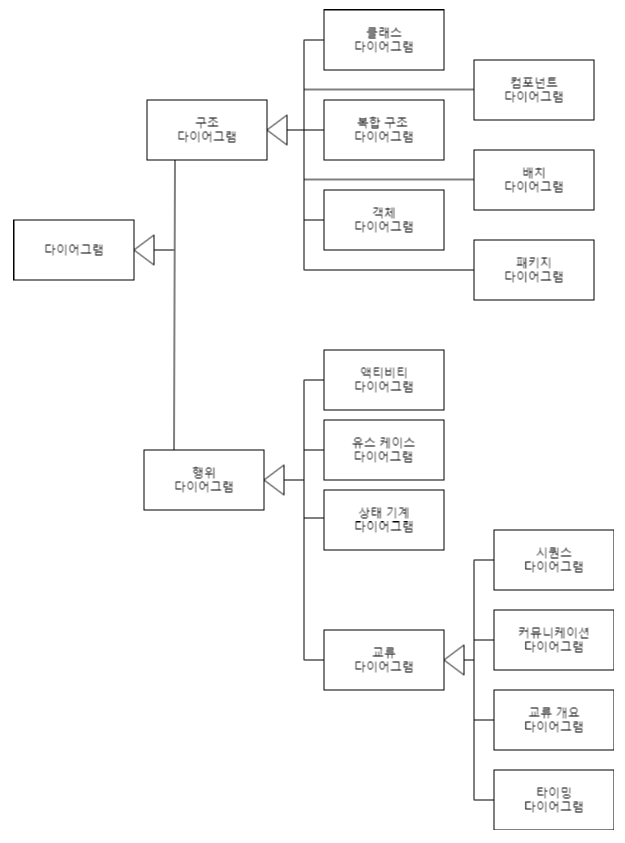 클래스
다이어그램
컴포넌트
다이어그램
구조
다이어그램
복합 구조
다이어그램
배치
다이어그램
객체
다이어그램
다이어그램
패키지
다이어그램
액티비티
다이어그램
유스 케이스
다이어그램
행위
다이어그램
상태 기계
다이어그램
시퀀스
다이어그램
커뮤니케이션
다이어그램
교류
다이어그램
교류 개요
다이어그램
타이밍
다이어그램